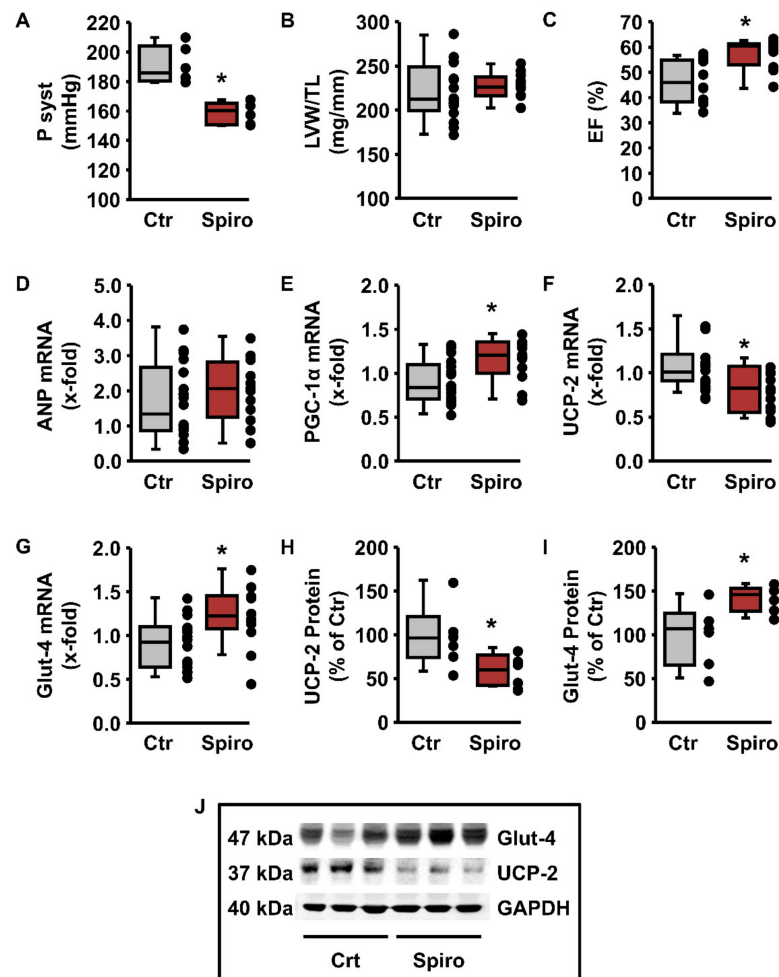 A
P syst
(mmHg)
220
200
180
160
140
120
100
*
Ctr Spiro
B
LVW/TL
(mg/mm)
300
250
200
150
100
Ctr Spiro
C
EF (%)
70
60
50
40
30
20
10
0
*
Ctr Spiro
D
ANP mRNA
(x-fold)
5.0
4.0
3.0
2.0
1.0
0.0
Ctr Spiro
E
PGC-1α mRNA
(x-fold)
2.0
1.5
1.0
0.5
0.0
*
Ctr Spiro
F
UCP-2 mRNA
(x-fold)
2.0
1.5
1.0
0.5
0.0
*
Ctr Spiro
G
Glut-4 mRNA
(x-fold)
2.0
1.5
1.0
0.5
0.0
*
Ctr Spiro
H
UCP-2 Protein
(% of Ctr)
200
150
100
50
0
*
Ctr Spiro
I
Glut-4 Protein
(% of Ctr)
200
150
100
50
0
*
Ctr Spiro
J
47 kDa Glut-4
37 kDa UCP-2
40 kDa GAPDH
Crt Spiro